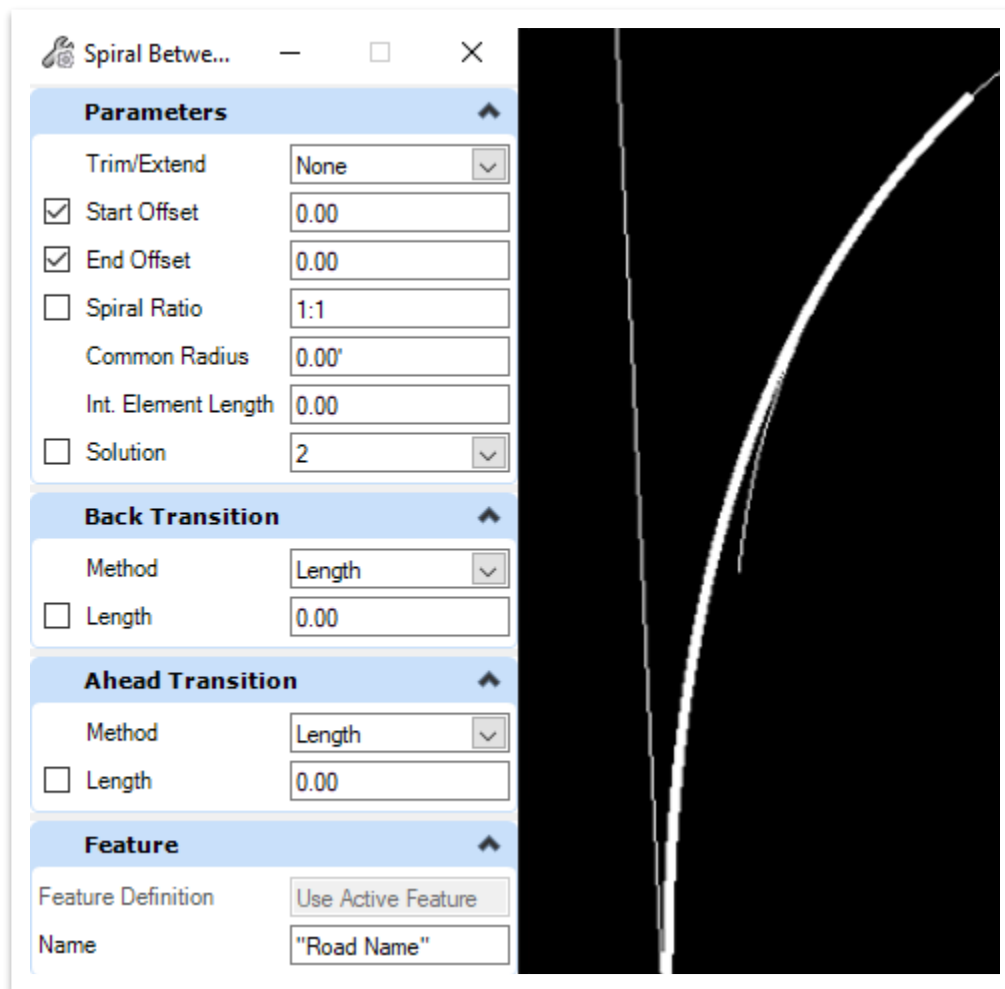 Spiral Betwe...
Parameters
Trim/Extend None
Start Offset 0.00
End Offset 0.00
Spiral Ratio 1:1
Common Radius 0.00'
Int. Element Length 0.00
Solution 2
Back Transition
Method Length
Length 0.00
Ahead Transition
Method Length
Length 0.00
Feature
Feature Definition Use Active Feature
Name "Road Name"